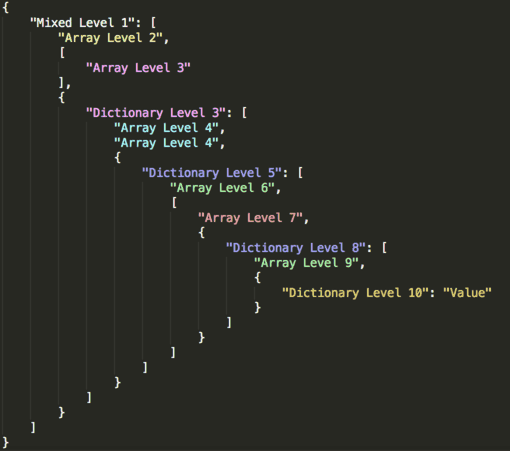 {
"Mixed Level 1": [
"Array Level 2",
[
"Array Level 3"
],
{
"Dictionary Level 3": [
"Array Level 4",
"Array Level 4",
{
"Dictionary Level 5": [
"Array Level 6",
[
"Array Level 7",
{
"Dictionary Level 8": [
"Array Level 9",
{
"Dictionary Level 10": "Value"
}
]
}
]
]
}
]
}
]
}